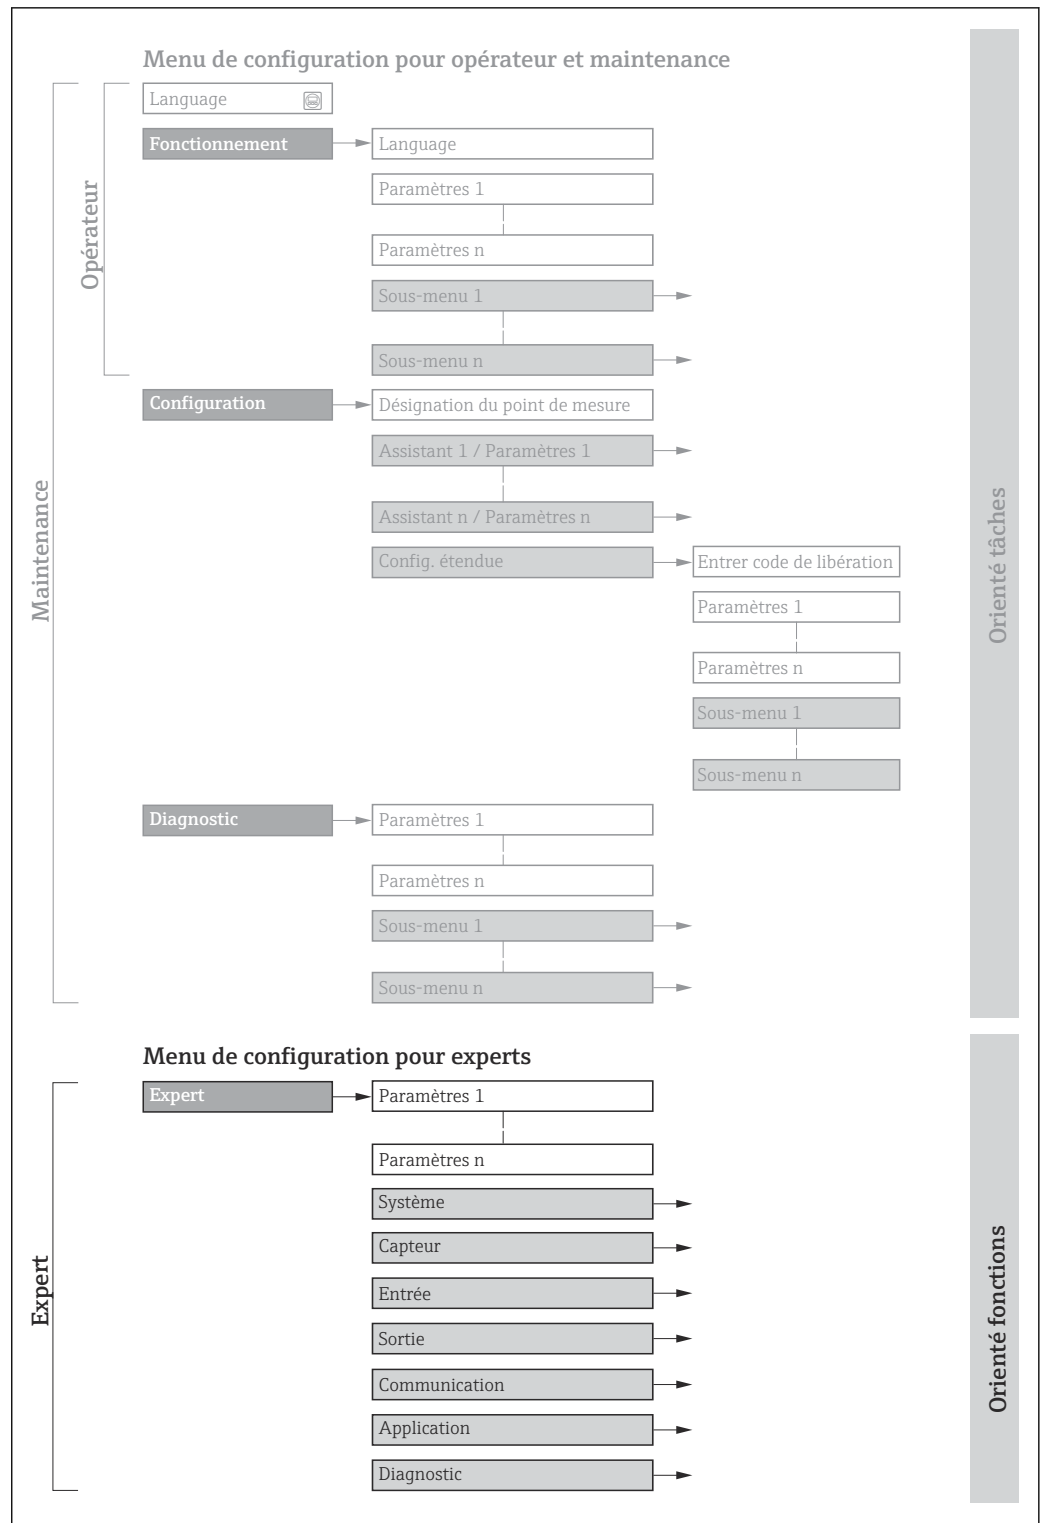 Menu de configuration pour opérateur et maintenance
Language
Fonctionnement
Language
Paramètres 1
Paramètres n
Sous-menu 1
Sous-menu n
Opérateur
Configuration
Désignation du point de mesure
Assistant 1 / Paramètres 1
Assistant n / Paramètres n
Config. étendue
Entrer code de libération
Paramètres 1
Paramètres n
Sous-menu 1
Sous-menu n
Maintenance
Orienté tâches
Diagnostic
Paramètres 1
Paramètres n
Sous-menu 1
Sous-menu n
Menu de configuration pour experts
Expert
Paramètres 1
Paramètres n
Système
Capteur
Entrée
Sortie
Communication
Application
Diagnostic
Expert
Orienté fonctions